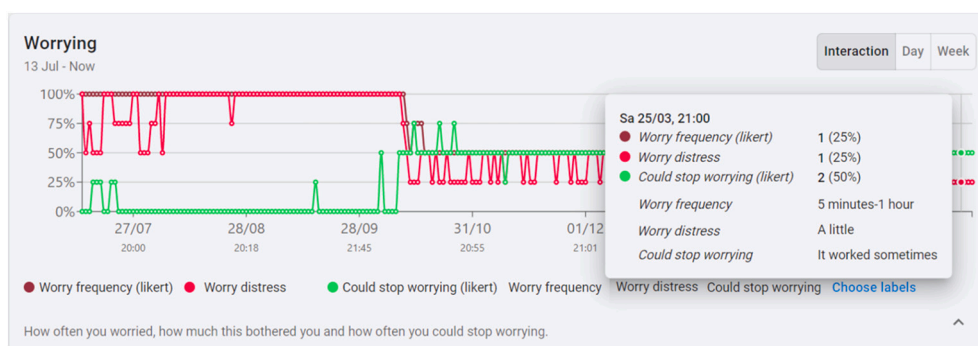 Worrying
13 Jul - Now
Interaction Day Week
100%
75%
50%
25%
0%
27/07 28/08 28/09 31/10 01/12
20:00 20:18 21:45 20:55 21:01
Sa 25/03, 21:00
Worry frequency (likert) 1 (25%)
Worry distress 1 (25%)
Could stop worrying (likert) 2 (50%)
Worry frequency 5 minutes-1 hour
Worry distress A little
Could stop worrying It worked sometimes
Worry frequency (likert) Worry distress Could stop worrying (likert) Worry frequency Worry distress Could stop worrying Choose labels
How often you worried, how much this bothered you and how often you could stop worrying.